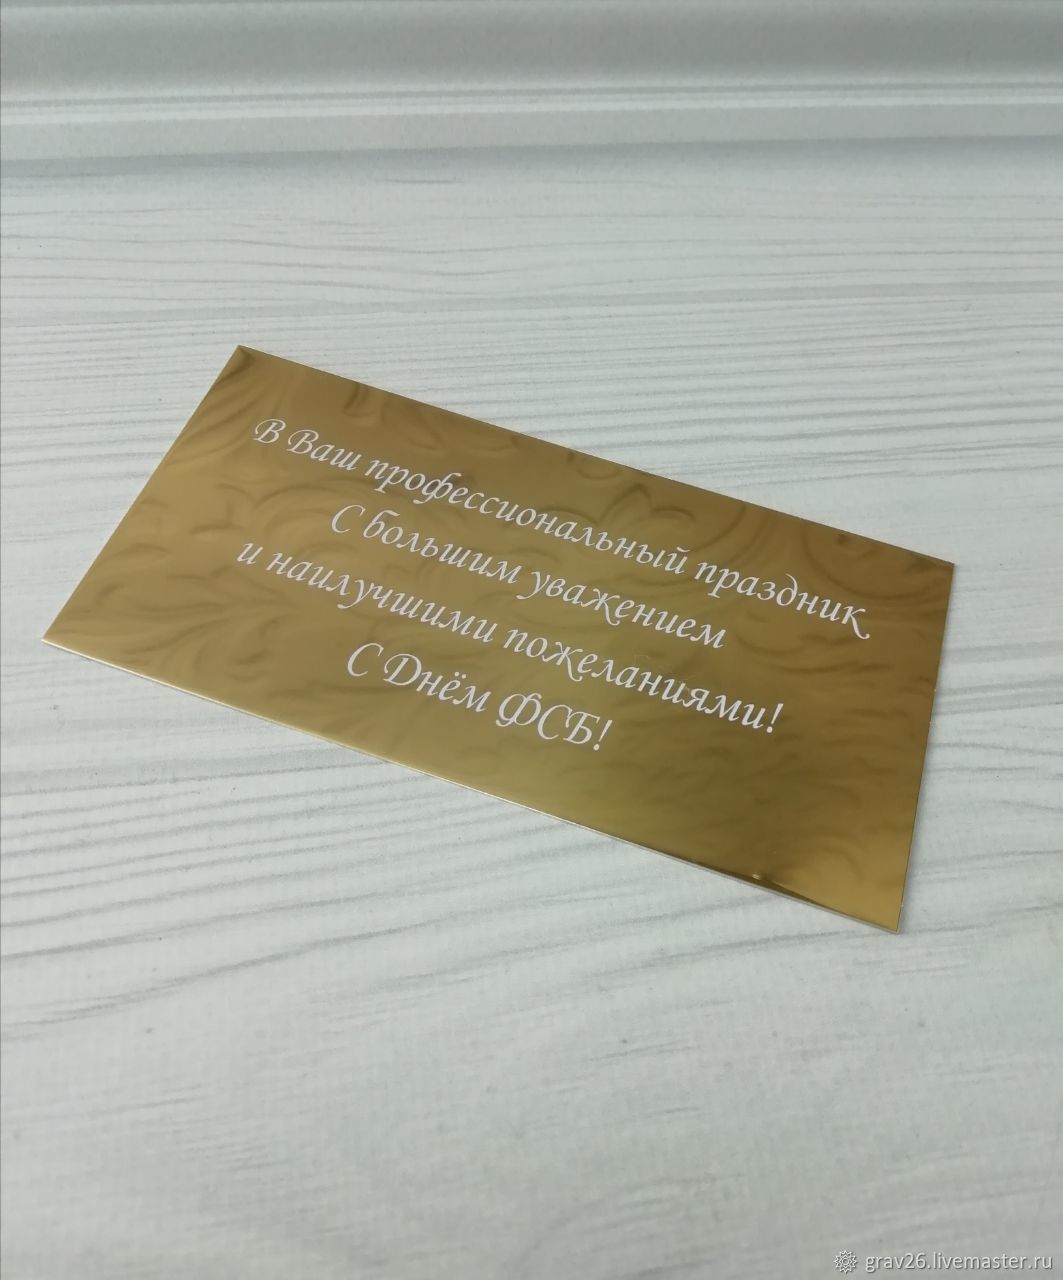 В Ваш профессиональный праздник
С большим уважением
и наилучшими пожеланиями!
С Днём ФСБ!
grav26.livemaster.ru